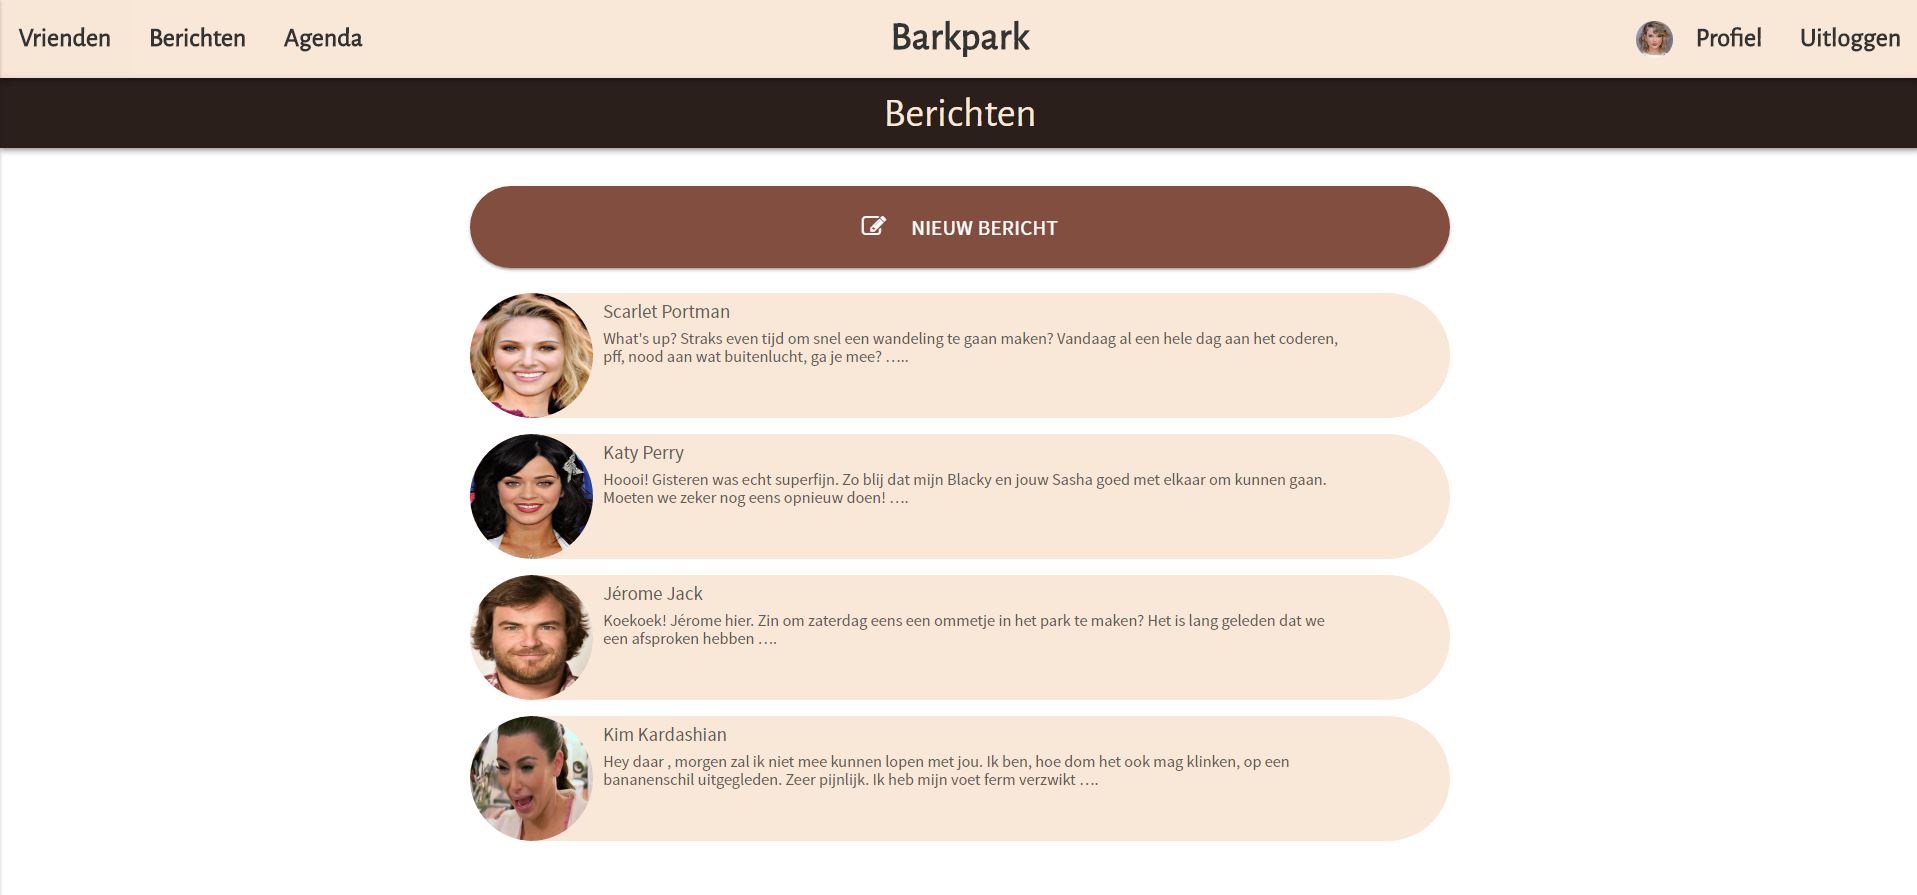 Vrienden Berichten Agenda Barkpark Profiel Uitloggen
Berichten
NIEUW BERICHT
Scarlet Portman
What's up? Straks even tijd om snel een wandeling te gaan maken? Vandaag al een hele dag aan het coderen,
pff, nood aan wat buitenlucht, ga je mee? …..
Katy Perry
Hoooi! Gisteren was echt superfijn. Zo blij dat mijn Blacky en jouw Sasha goed met elkaar om kunnen gaan.
Moeten we zeker nog eens opnieuw doen! ….
Jérome Jack
Koekoek! Jérome hier. Zin om zaterdag eens een ommetje in het park te maken? Het is lang geleden dat we
een afsproken hebben ….
Kim Kardashian
Hey daar , morgen zal ik niet mee kunnen lopen met jou. Ik ben, hoe dom het ook mag klinken, op een
bananenschil uitgegleden. Zeer pijnlijk. Ik heb mijn voet ferm verzwikt ….